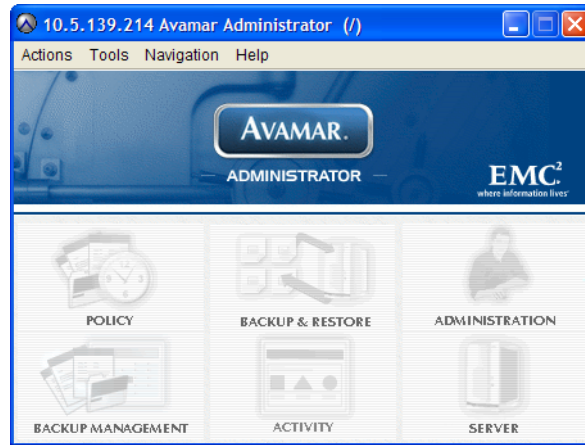 10.5.139.214 Avamar Administrator (/)
Actions Tools Navigation Help
AVAMAR.
ADMINISTRATOR
EMC²
where information lives®
POLICY BACKUP & RESTORE ADMINISTRATION
BACKUP MANAGEMENT ACTIVITY SERVER